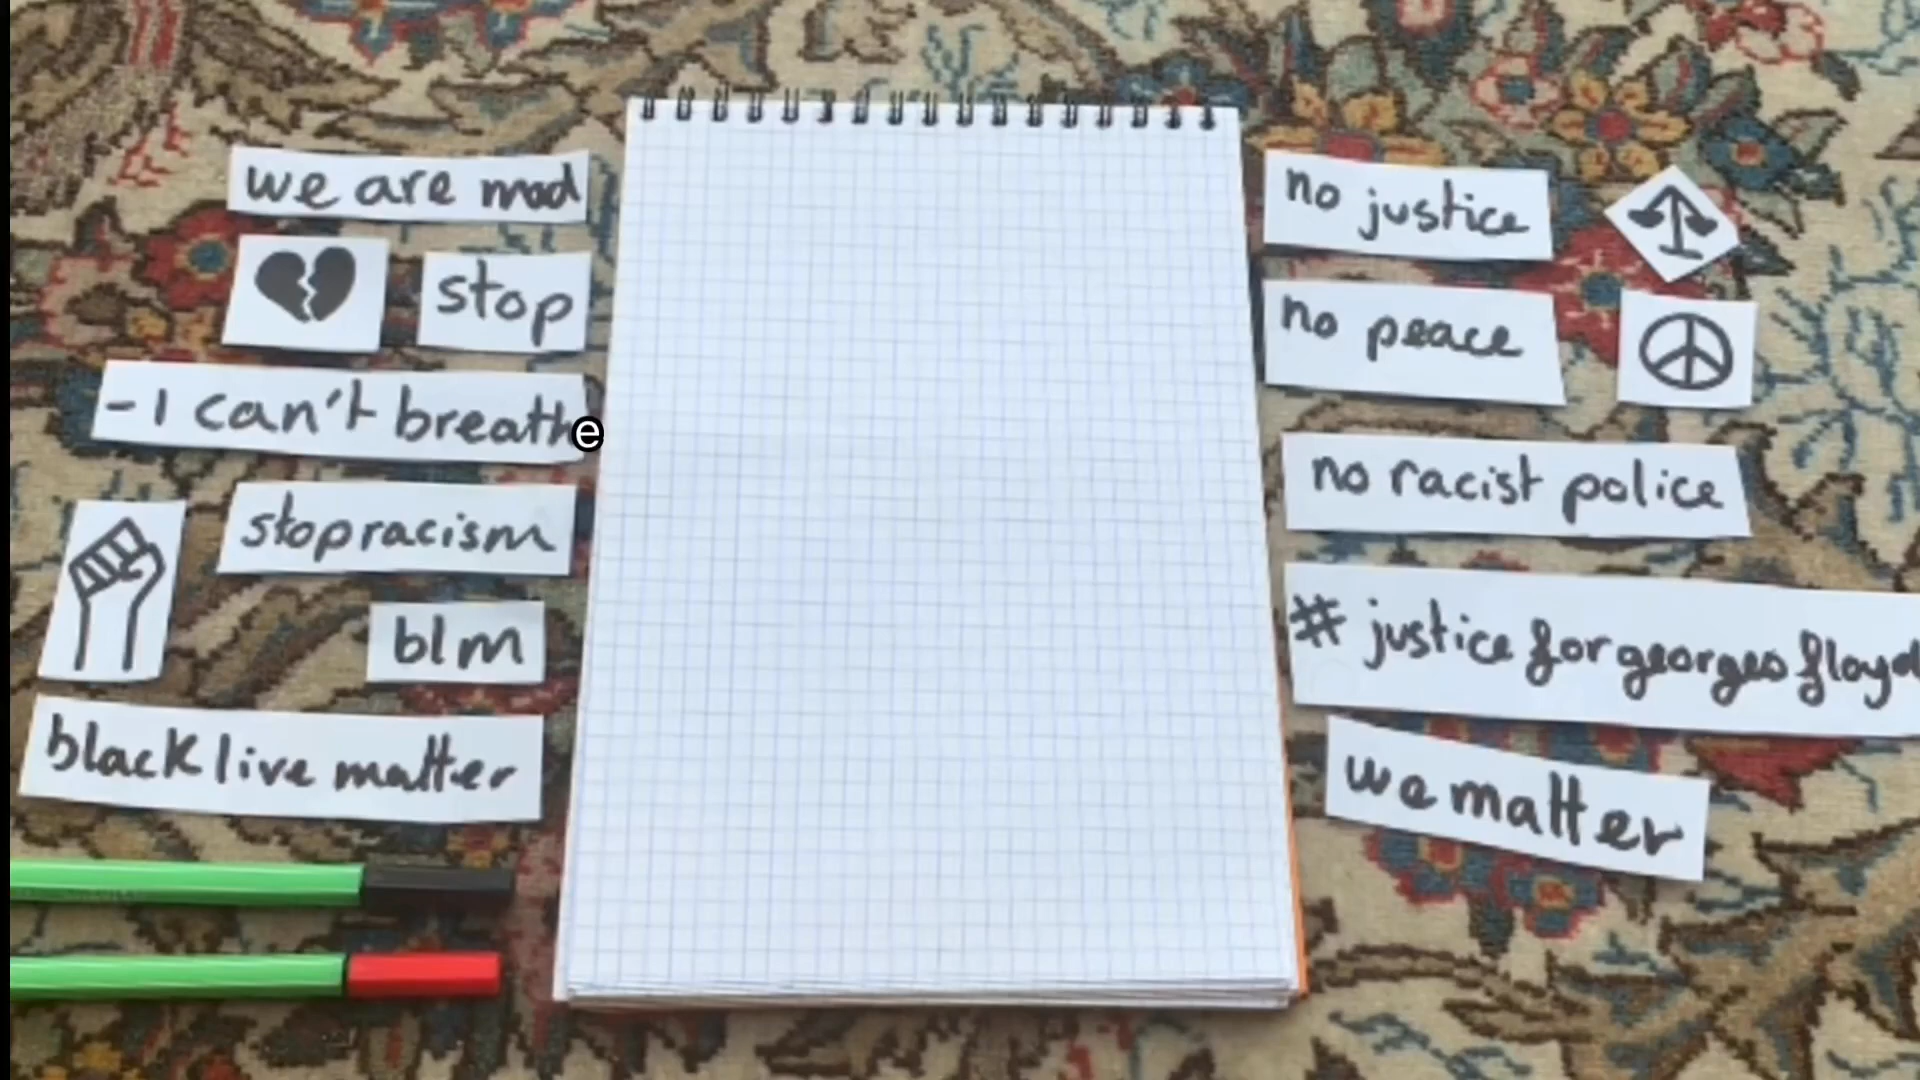 we are mad
stop
- I can't breathe
stopracism
blm
black live matter
no justice
no peace
no racist police
# justice for georges floyd
we matter